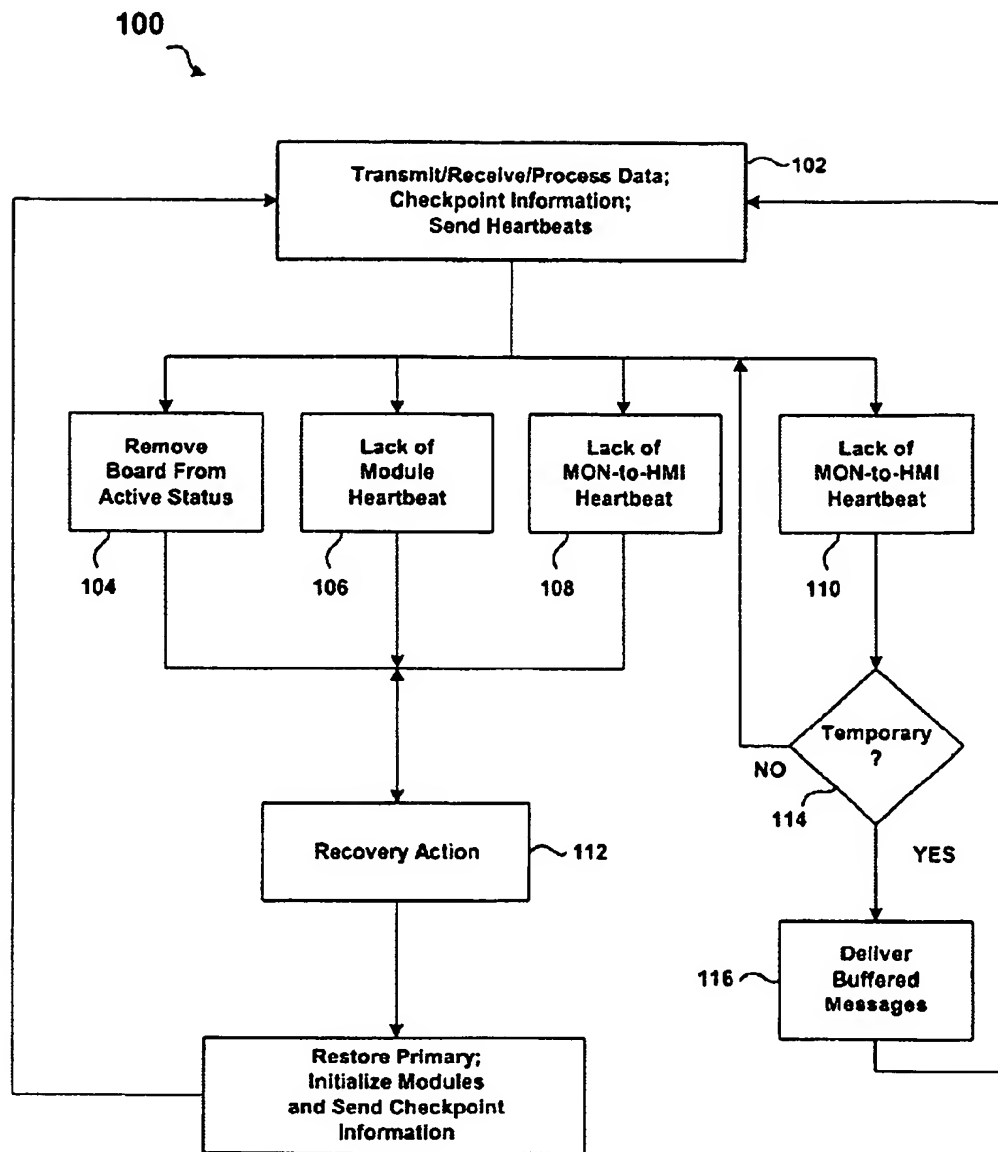 100
Transmit/Receive/Process Data;
Checkpoint Information;
Send Heartbeats
102
Remove
Board From
Active Status
104
Lack of
Module
Heartbeat
106
Lack of
MON-to-HMI
Heartbeat
108
Lack of
MON-to-HMI
Heartbeat
110
Temporary
?
NO
114
YES
Recovery Action
112
Deliver
Buffered
Messages
116
Restore Primary;
Initialize Modules
and Send Checkpoint
Information